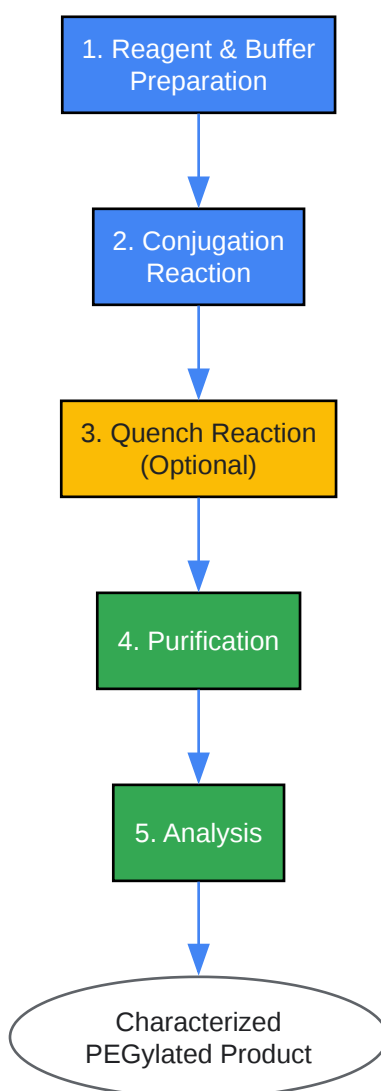 1. Reagent & Buffer
Preparation
2. Conjugation
Reaction
3. Quench Reaction
(Optional)
4. Purification
5. Analysis
Characterized
PEGylated Product